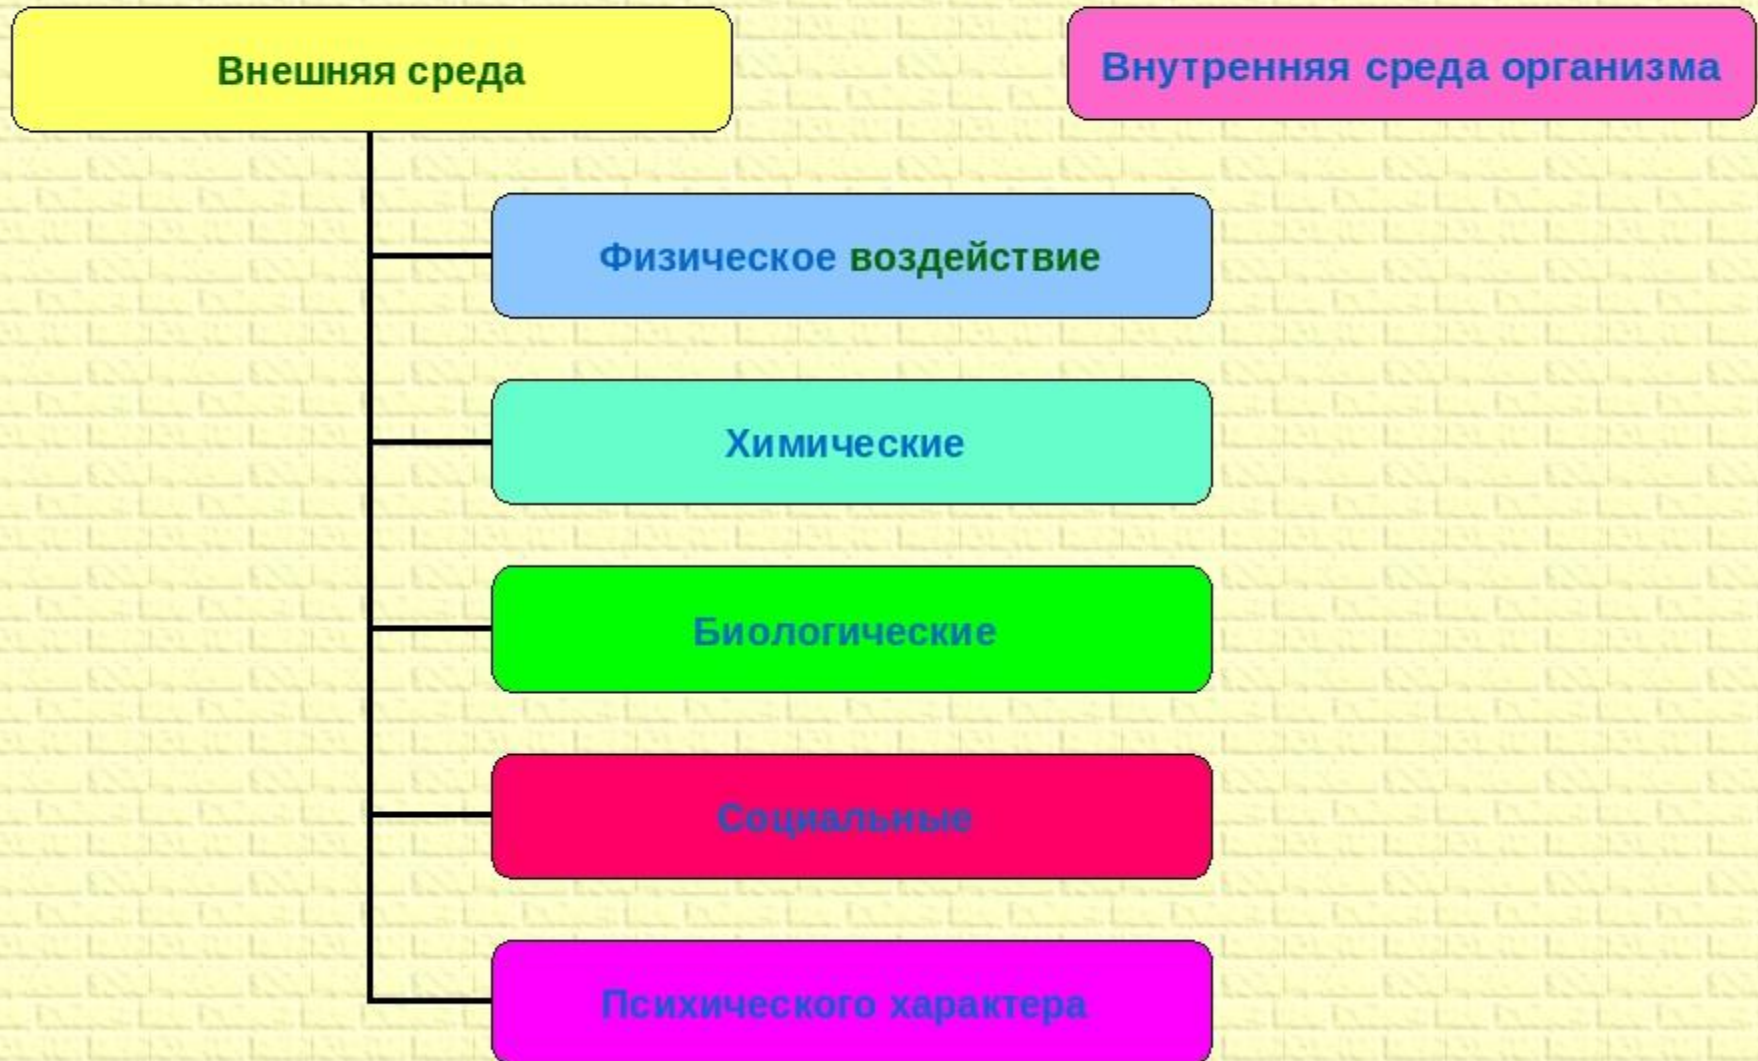 Внешняя среда
Внутренняя среда организма
Физическое воздействие
Химические
Биологические
Социальные
Психического характера